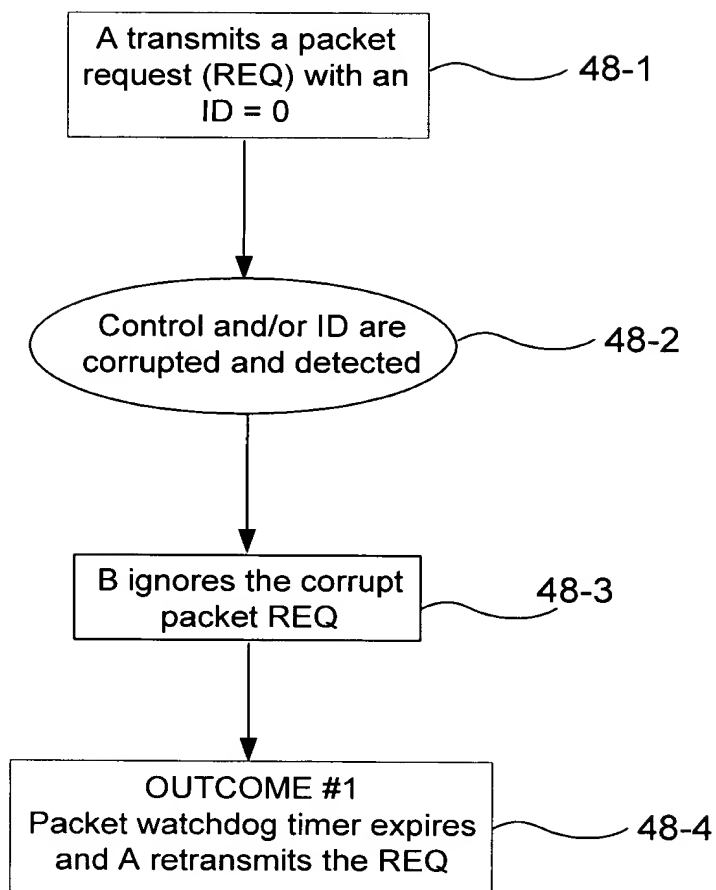 A transmits a packet
request (REQ) with an
ID = 0
48-1
Control and/or ID are
corrupted and detected
48-2
B ignores the corrupt
packet REQ
48-3
OUTCOME #1
Packet watchdog timer expires
and A retransmits the REQ
48-4